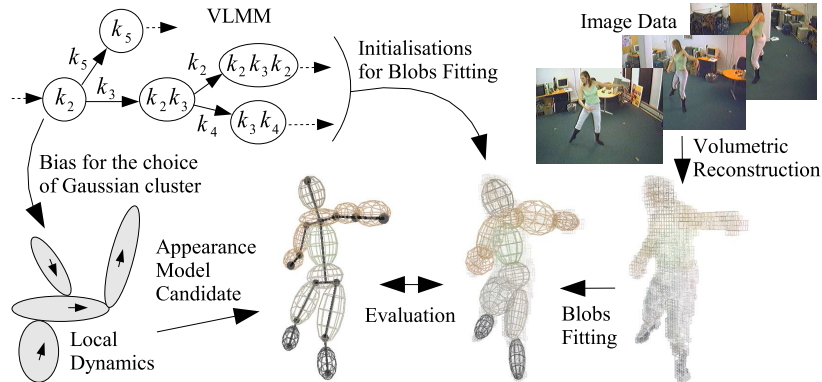 VLMM
Image Data
k5
k5
k2
k3
k2k3
k2
k2k3k2
k4
k3k4
Initialisations
for Blobs Fitting
Volumetric
Reconstruction
Bias for the choice
of Gaussian cluster
Appearance
Model
Candidate
Evaluation
Blobs
Fitting
Local
Dynamics